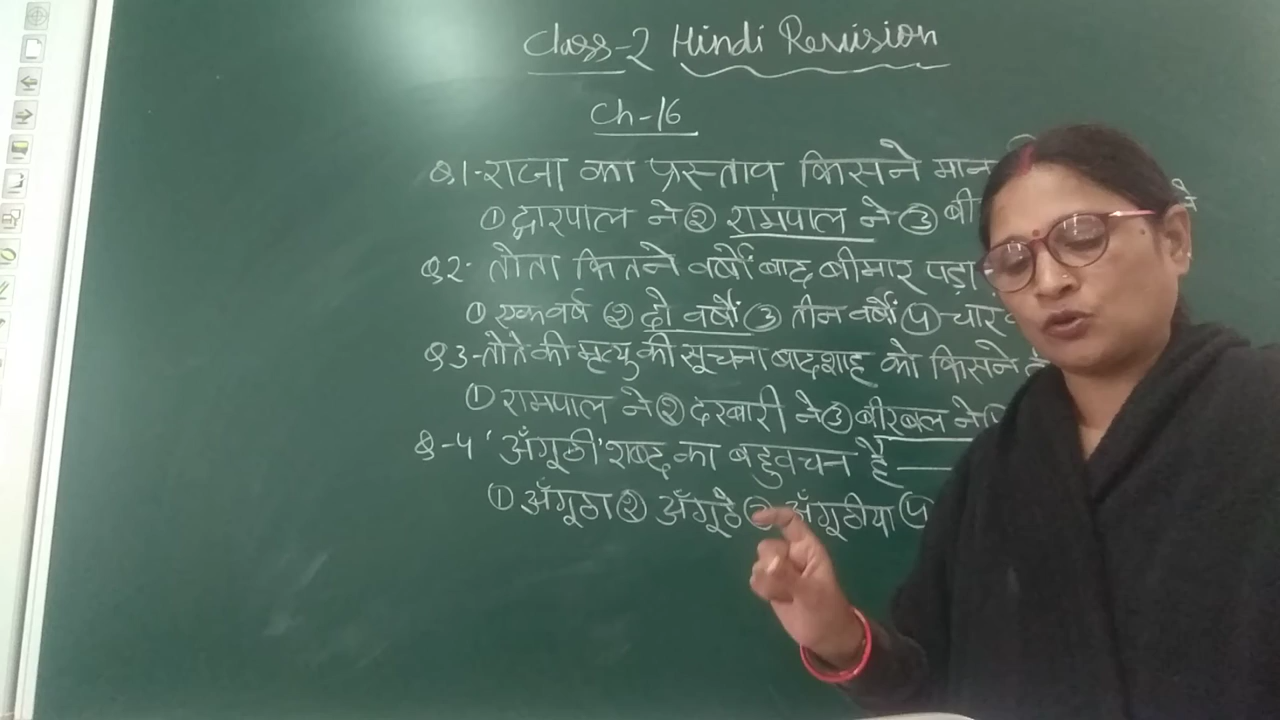 Class-2 Hindi Revision
Ch-16
Q.1- राजा का प्रस्ताव किसने मान
① द्वारपाल ने ② रामपाल ने ③ बी ने
Q2- तोता कितने वर्षों बाद बीमार पड़ा
① एक वर्ष ② दो वर्षों ③ तीन वर्षों ④ चार
Q3- तोते की मृत्यु की सूचना बादशाह को किसने
① रामपाल ने ② दरबारी ने ③ बीरबल ने
Q-4 'अँगूठी' शब्द का बहुवचन है —
① अँगूठा ② अँगूठे ③ अँगूठीया ④